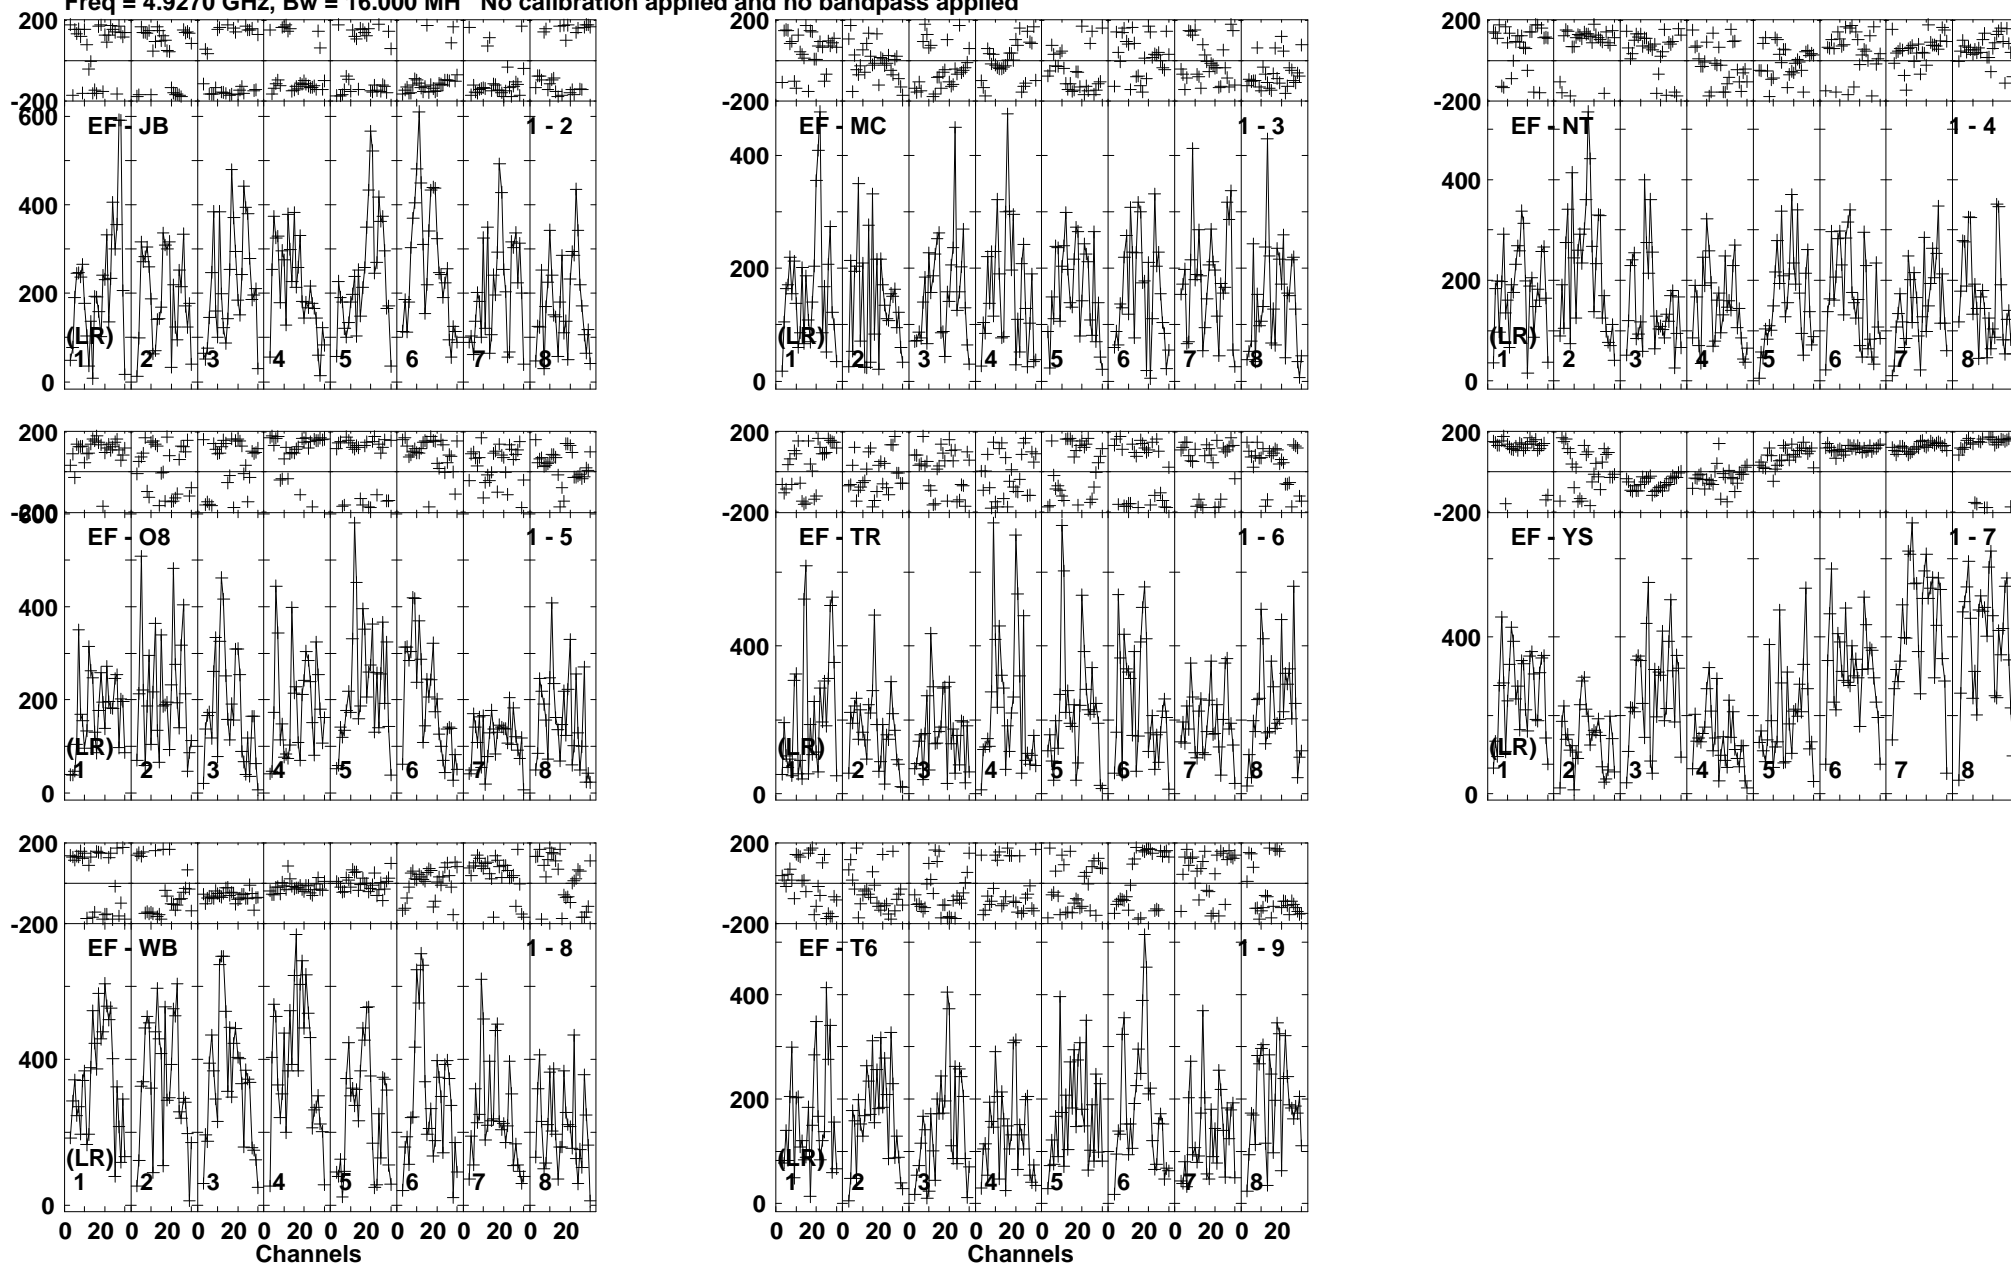 Freq = 4.9270 GHz, Bw = 16.000 MH No calibration applied and no bandpass applied
200
-200
600
400
200
0
EF - JB
1 - 2
(LR)
1 2 3 4 5 6 7 8
200
-200
400
200
0
EF - MC
1 - 3
(LR)
1 2 3 4 5 6 7 8
200
-200
400
200
0
EF - NT
1 - 4
(LR)
1 2 3 4 5 6 7 8
200
-200
600
400
200
0
EF - O8
1 - 5
(LR)
1 2 3 4 5 6 7 8
200
-200
400
0
EF - TR
1 - 6
(LR)
1 2 3 4 5 6 7 8
200
-200
400
0
EF - YS
1 - 7
(LR)
1 2 3 4 5 6 7 8
200
-200
400
0
EF - WB
1 - 8
(LR)
1 2 3 4 5 6 7 8
0 20 0 20 0 20 0 20 0 20 0 20 0 20 0 20
Channels
200
-200
400
200
0
EF - T6
1 - 9
(LR)
1 2 3 4 5 6 7 8
0 20 0 20 0 20 0 20 0 20 0 20 0 20 0 20
Channels